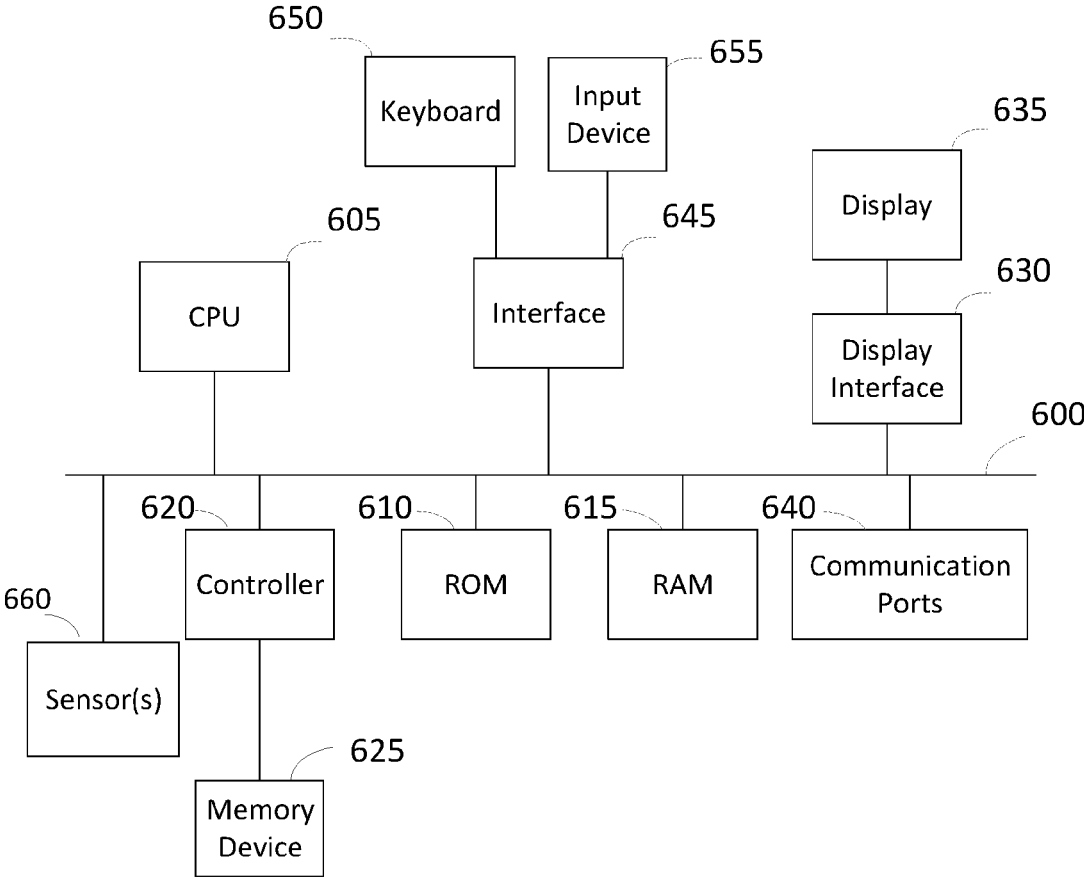 650
655
Keyboard
Input
Device
635
Display
605
645
630
CPU
Interface
Display
Interface
600
620
610
615
640
Controller
ROM
RAM
Communication
Ports
660
Sensor(s)
625
Memory
Device